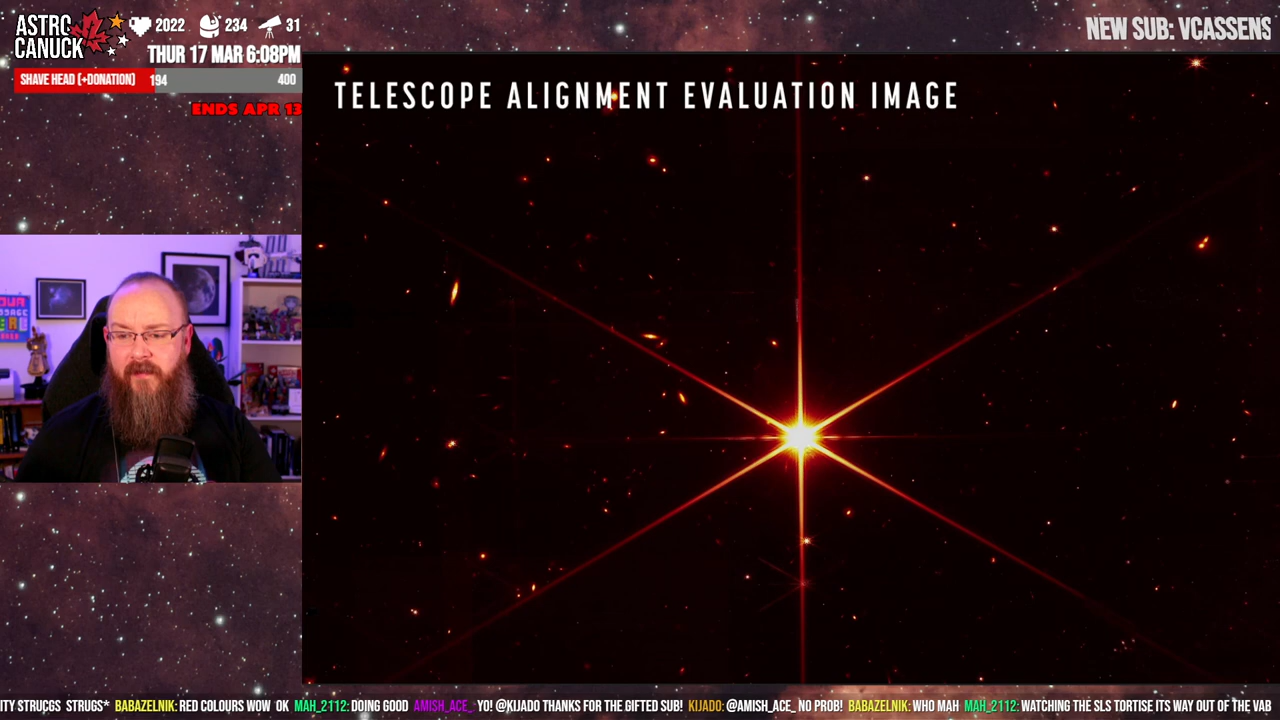 ASTRO
CANUCK
2022 234 31
THUR 17 MAR 6:08PM
SHAVE HEAD (+DONATION) 194 400
ENDS APR 13
NEW SUB: VCASSENS
TELESCOPE ALIGNMENT EVALUATION IMAGE
OUR
ITY STRUCGS STRUGS* BABAZELNIK: RED COLOURS WOW OK MAH_2112: DOING GOOD AMISH_ACE_: YO! @KIJADO THANKS FOR THE GIFTED SUB! KIJADO: @AMISH_ACE_ NO PROB! BABAZELNIK: WHO MAH MAH_2112: WATCHING THE SLS TORTISE ITS WAY OUT OF THE VAB